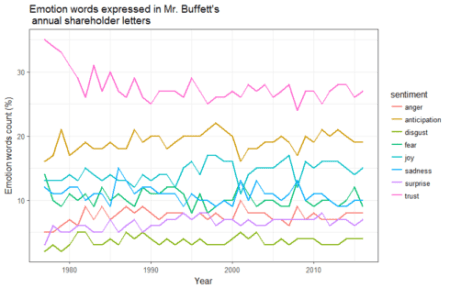 Emotion words expressed in Mr. Buffett's
annual shareholder letters
Emotion words count (%)
30
20
10
1980
1990
2000
2010
Year
sentiment
anger
anticipation
disgust
fear
joy
sadness
surprise
trust